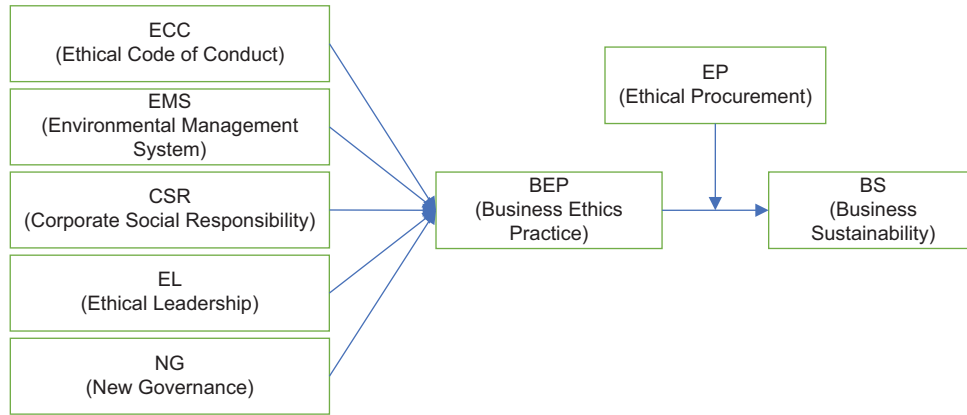 ECC
(Ethical Code of Conduct)
EMS
(Environmental Management
System)
CSR
(Corporate Social Responsibility)
EL
(Ethical Leadership)
NG
(New Governance)
BEP
(Business Ethics
Practice)
EP
(Ethical Procurement)
BS
(Business
Sustainability)